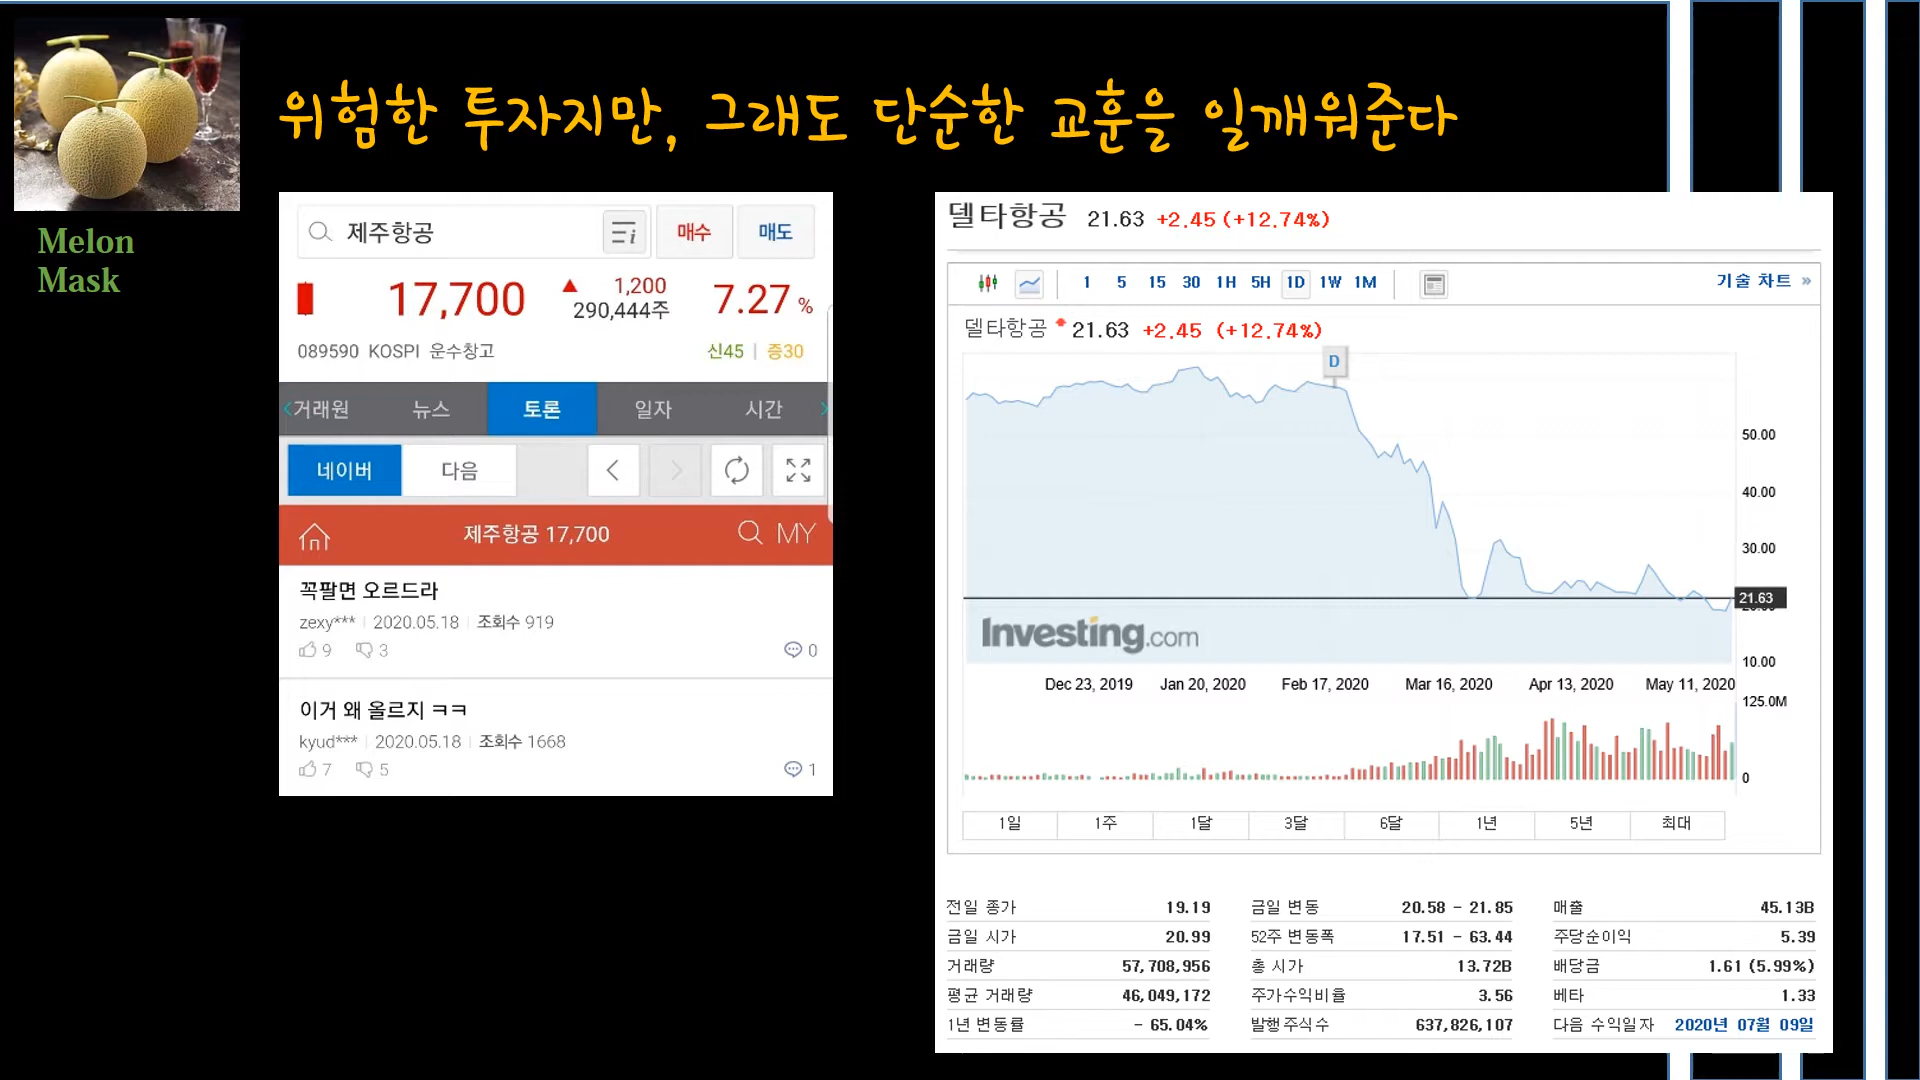 위험한 투자지만, 그래도 단순한 교훈을 일깨워준다
Melon
Mask
제주항공
매수
매도
17,700
▲ 1,200
290,444주
7.27 %
089590 KOSPI 운수창고
신45 | 증30
거래원 뉴스 토론 일자 시간
네이버 다음
제주항공 17,700
MY
꼭팔면 오르드라
zexy*** | 2020.05.18 | 조회수 919
9 3 0
이거 왜 올르지 ㅋㅋ
kyud*** | 2020.05.18 | 조회수 1668
7 5 1
델타항공 21.63 +2.45 (+12.74%)
1 5 15 30 1H 5H 1D 1W 1M
기술 차트 »
델타항공 21.63 +2.45 (+12.74%)
D
50.00
40.00
30.00
21.63
Investing.com
10.00
Dec 23, 2019 Jan 20, 2020 Feb 17, 2020 Mar 16, 2020 Apr 13, 2020 May 11, 2020
125.0M
0
1일 1주 1달 3달 6달 1년 5년 최대
전일 종가 19.19 금일 변동 20.58 - 21.85 매출 45.13B
금일 시가 20.99 52주 변동폭 17.51 - 63.44 주당순이익 5.39
거래량 57,708,956 총 시가 13.72B 배당금 1.61 (5.99%)
평균 거래량 46,049,172 주가수익비율 3.56 베타 1.33
1년 변동률 - 65.04% 발행주식수 637,826,107 다음 수익일자 2020년 07월 09일